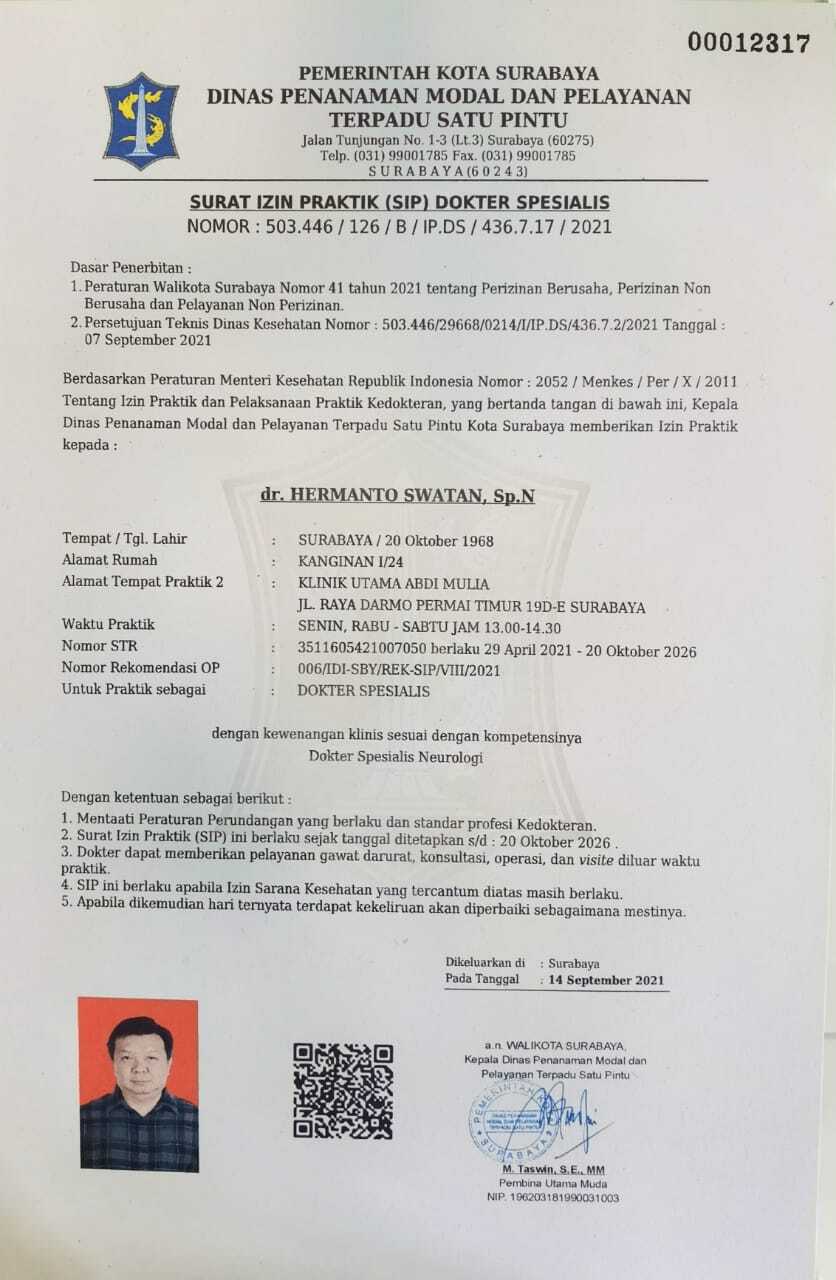 00012317
PEMERINTAH KOTA SURABAYA
DINAS PENANAMAN MODAL DAN PELAYANAN
TERPADU SATU PINTU
Jalan Tunjungan No. 1-3 (Lt.3) Surabaya (60275)
Telp. (031) 99001785 Fax. (031) 99001785
S U R A B A Y A (6 0 2 4 3)
SURAT IZIN PRAKTIK (SIP) DOKTER SPESIALIS
NOMOR : 503.446 / 126 / B / IP.DS / 436.7.17 / 2021
Dasar Penerbitan :
1. Peraturan Walikota Surabaya Nomor 41 tahun 2021 tentang Perizinan Berusaha, Perizinan Non
Berusaha dan Pelayanan Non Perizinan.
2. Persetujuan Teknis Dinas Kesehatan Nomor : 503.446/29668/0214/I/IP.DS/436.7.2/2021 Tanggal :
07 September 2021
Berdasarkan Peraturan Menteri Kesehatan Republik Indonesia Nomor : 2052 / Menkes / Per / X / 2011
Tentang Izin Praktik dan Pelaksanaan Praktik Kedokteran, yang bertanda tangan di bawah ini, Kepala
Dinas Penanaman Modal dan Pelayanan Terpadu Satu Pintu Kota Surabaya memberikan Izin Praktik
kepada :
dr. HERMANTO SWATAN, Sp.N
Tempat / Tgl. Lahir : SURABAYA / 20 Oktober 1968
Alamat Rumah : KANGINAN I/24
Alamat Tempat Praktik 2 : KLINIK UTAMA ABDI MULIA
JL. RAYA DARMO PERMAI TIMUR 19D-E SURABAYA
Waktu Praktik : SENIN, RABU - SABTU JAM 13.00-14.30
Nomor STR : 3511605421007050 berlaku 29 April 2021 - 20 Oktober 2026
Nomor Rekomendasi OP : 006/IDI-SBY/REK-SIP/VIII/2021
Untuk Praktik sebagai : DOKTER SPESIALIS
dengan kewenangan klinis sesuai dengan kompetensinya
Dokter Spesialis Neurologi
Dengan ketentuan sebagai berikut :
1. Mentaati Peraturan Perundangan yang berlaku dan standar profesi Kedokteran.
2. Surat Izin Praktik (SIP) ini berlaku sejak tanggal ditetapkan s/d : 20 Oktober 2026 .
3. Dokter dapat memberikan pelayanan gawat darurat, konsultasi, operasi, dan visite diluar waktu
praktik.
4. SIP ini berlaku apabila Izin Sarana Kesehatan yang tercantum diatas masih berlaku.
5. Apabila dikemudian hari ternyata terdapat kekeliruan akan diperbaiki sebagaimana mestinya.
Dikeluarkan di : Surabaya
Pada Tanggal : 14 September 2021
a.n. WALIKOTA SURABAYA,
Kepala Dinas Penanaman Modal dan
Pelayanan Terpadu Satu Pintu
DINAS PENANAMAN
MODAL DAN PELAYANAN
TERPADU SATU PINTU
SURABAYA
M. Taswin, S.E., MM
Pembina Utama Muda
NIP. 196203181990031003